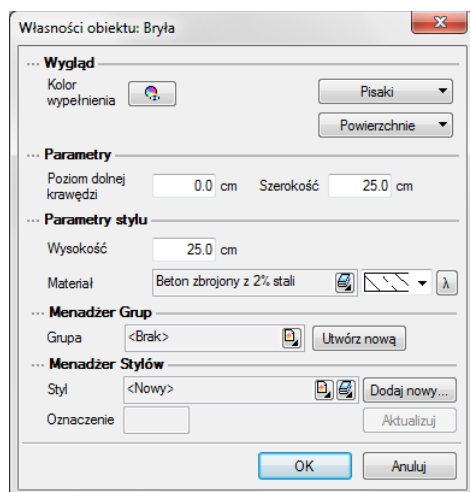 Własności obiektu: Bryła
Wygląd
Kolor wypełnienia
Pisaki
Powierzchnie
Parametry
Poziom dolnej krawędzi 0.0 cm Szerokość 25.0 cm
Parametry stylu
Wysokość 25.0 cm
Materiał Beton zbrojony z 2% stali λ
Menadżer Grup
Grupa <Brak> Utwórz nową
Menadżer Stylów
Styl <Nowy> Dodaj nowy...
Oznaczenie Aktualizuj
OK Anuluj